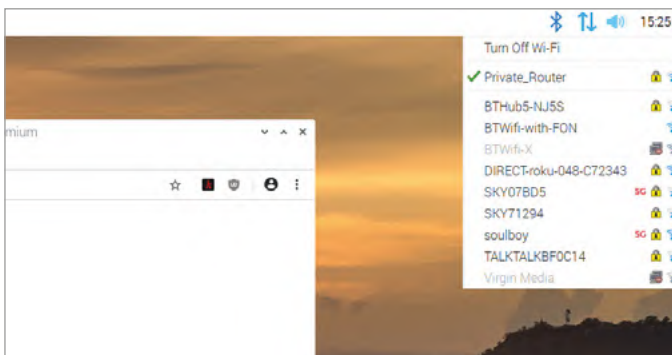 15:25
Turn Off Wi-Fi
Private_Router
BTHub5-NJ5S
BTWifi-with-FON
BTWifi-X
DIRECT-roku-048-C72343
mium
SKY07BD5 5G
SKY71294
soulboy 5G
TALKTALKBF0C14
Virgin Media